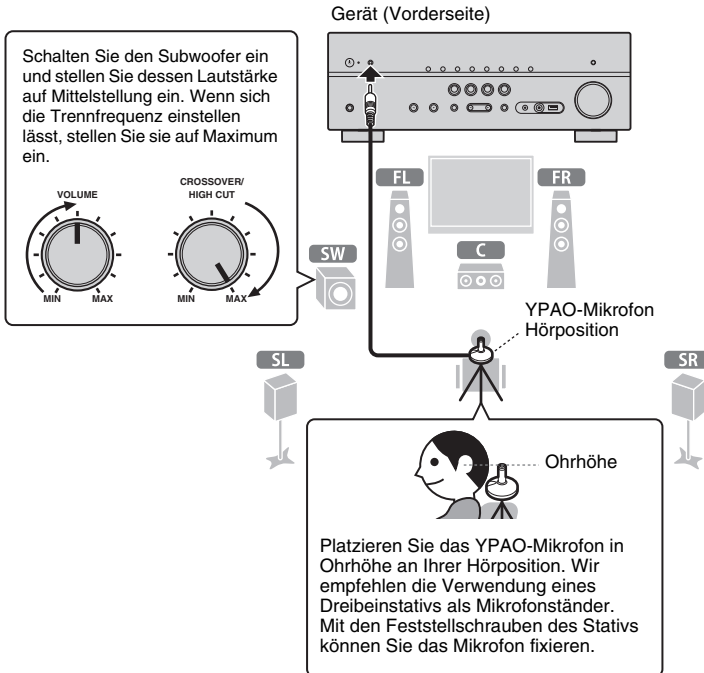 Gerät (Vorderseite)
Schalten Sie den Subwoofer ein
und stellen Sie dessen Lautstärke
auf Mittelstellung ein. Wenn sich
die Trennfrequenz einstellen
lässt, stellen Sie sie auf Maximum
ein.
VOLUME
MIN
MAX
CROSSOVER/
HIGH CUT
MIN
MAX
FL
FR
SW
C
YPAO-Mikrofon
Hörposition
SL
SR
Ohrhöhe
Platzieren Sie das YPAO-Mikrofon in
Ohrhöhe an Ihrer Hörposition. Wir
empfehlen die Verwendung eines
Dreibeinstativs als Mikrofonständer.
Mit den Feststellschrauben des Stativs
können Sie das Mikrofon fixieren.